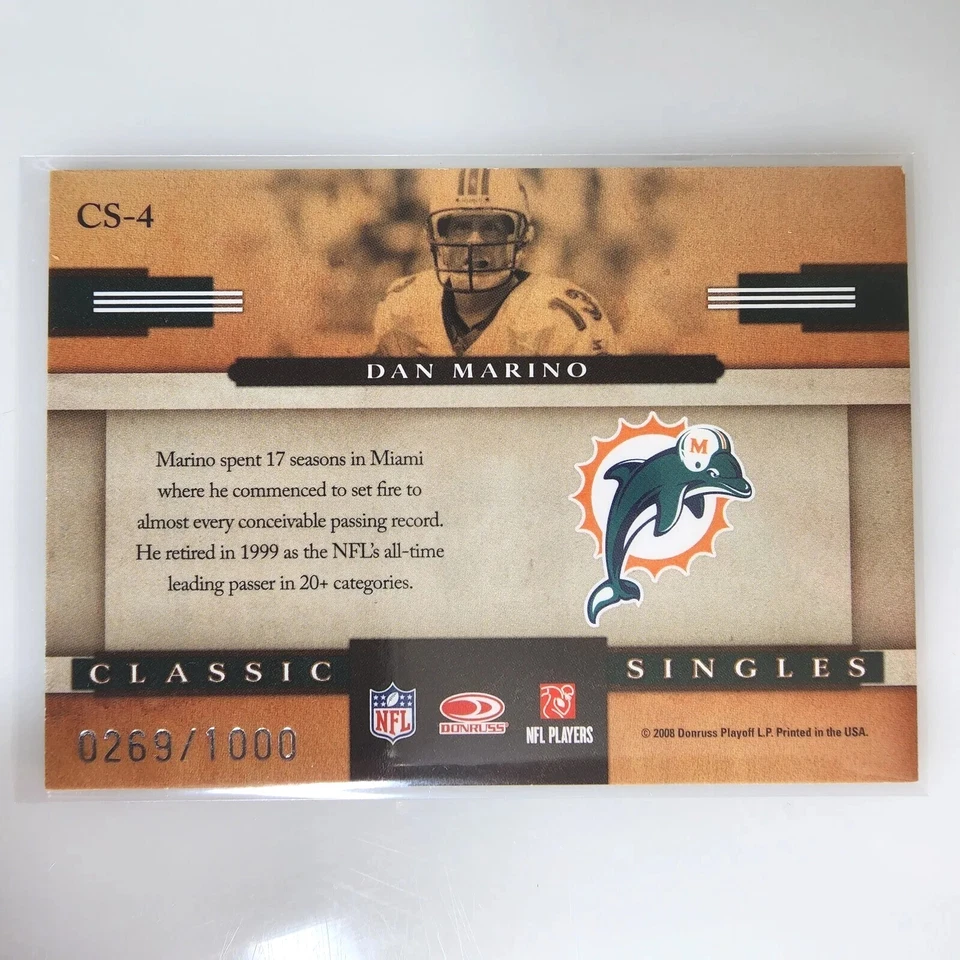 CS-4
DAN MARINO
Marino spent 17 seasons in Miami
where he commenced to set fire to
almost every conceivable passing record.
He retired in 1999 as the NFL's all-time
leading passer in 20+ categories.
M
CLASSIC SINGLES
0269/1000
NFL
DONRUSS
NFL PLAYERS
© 2008 Donruss Playoff L.P. Printed in the USA.